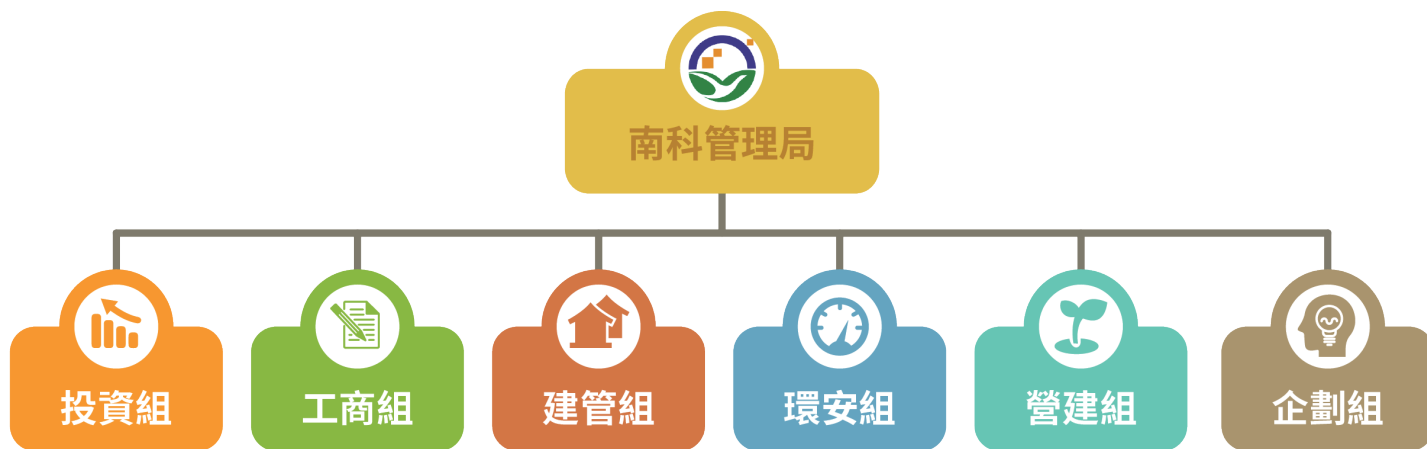 南科管理局
投資組
工商組
建管組
環安組
營建組
企劃組